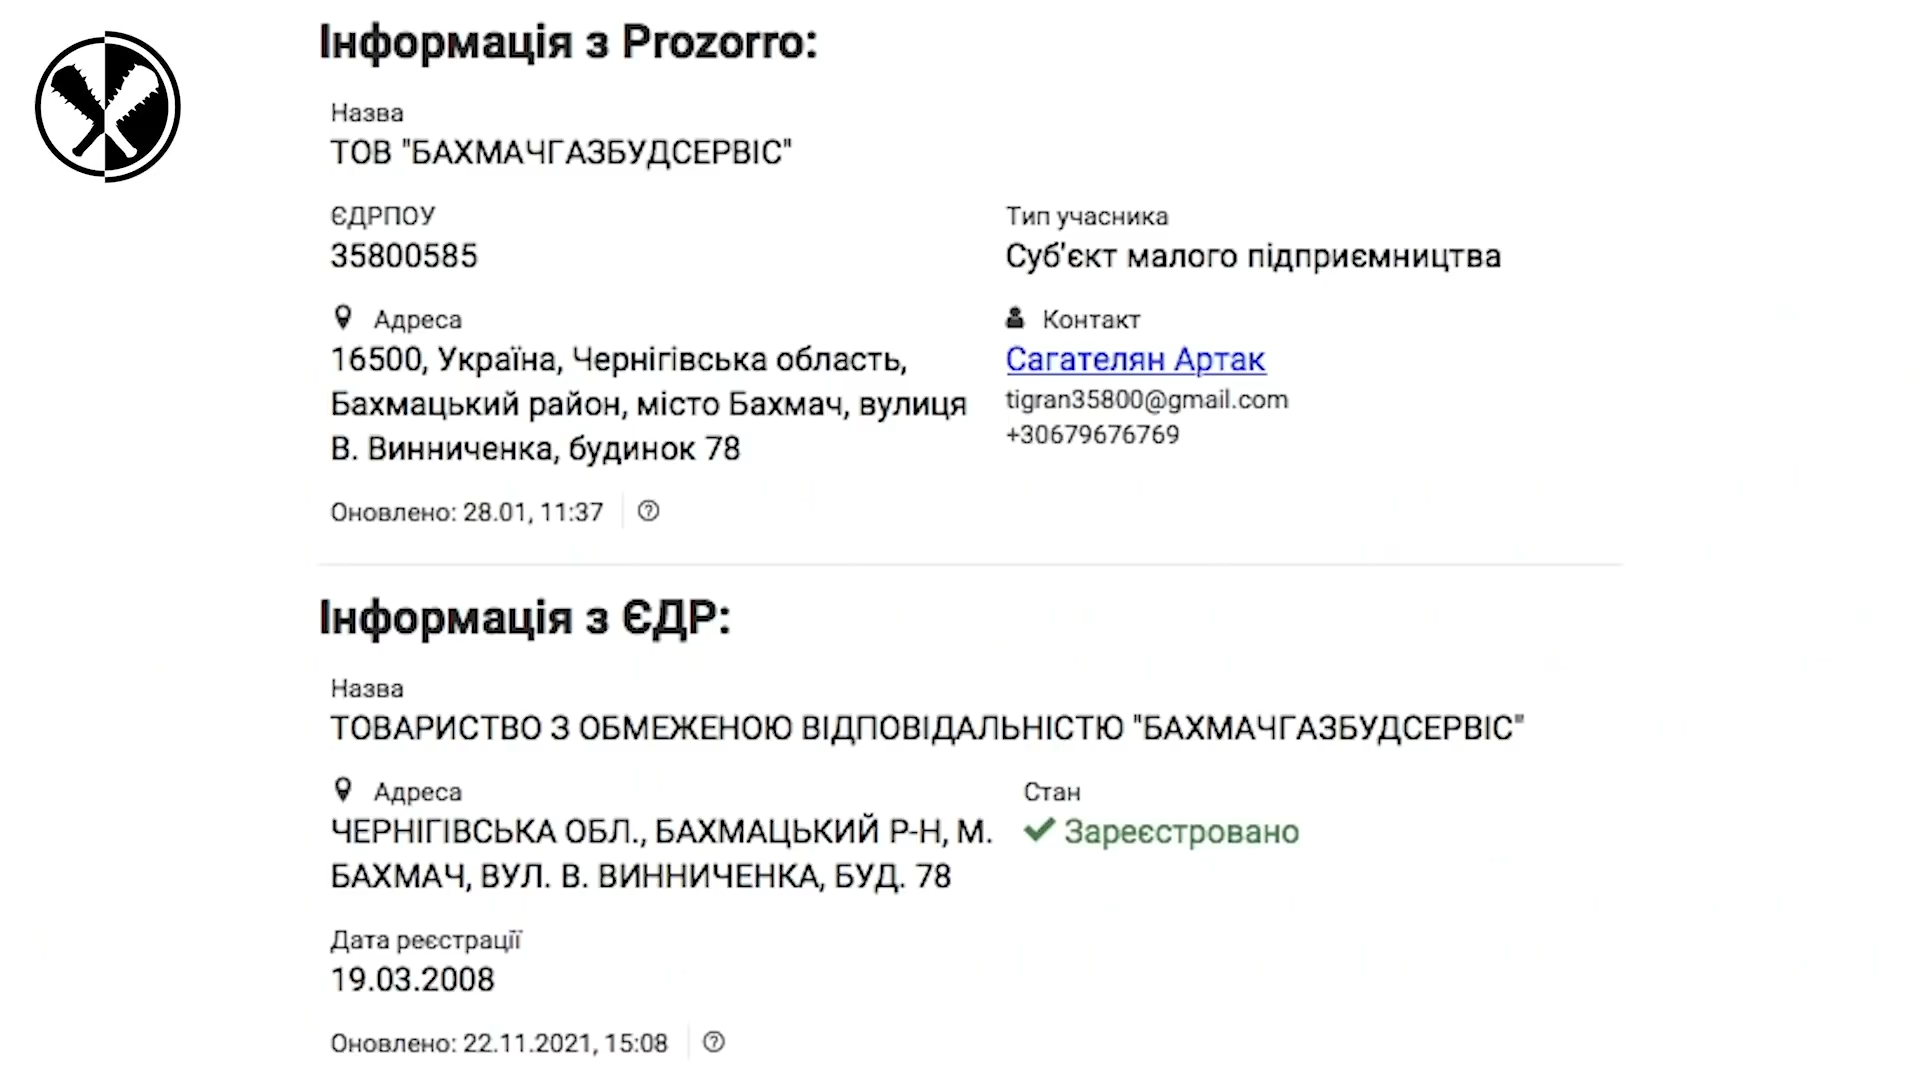 Інформація з Prozorro:
Назва
ТОВ "БАХМАЧГАЗБУДСЕРВІС"
ЄДРПОУ
35800585
Тип учасника
Суб'єкт малого підприємництва
Адреса
16500, Україна, Чернігівська область,
Бахмацький район, місто Бахмач, вулиця
В. Винниченка, будинок 78
Контакт
Сагателян Артак
tigran35800@gmail.com
+30679676769
Оновлено: 28.01, 11:37
Інформація з ЄДР:
Назва
ТОВАРИСТВО З ОБМЕЖЕНОЮ ВІДПОВІДАЛЬНІСТЮ "БАХМАЧГАЗБУДСЕРВІС"
Адреса
ЧЕРНІГІВСЬКА ОБЛ., БАХМАЦЬКИЙ Р-Н, М.
БАХМАЧ, ВУЛ. В. ВИННИЧЕНКА, БУД. 78
Стан
Зареєстровано
Дата реєстрації
19.03.2008
Оновлено: 22.11.2021, 15:08